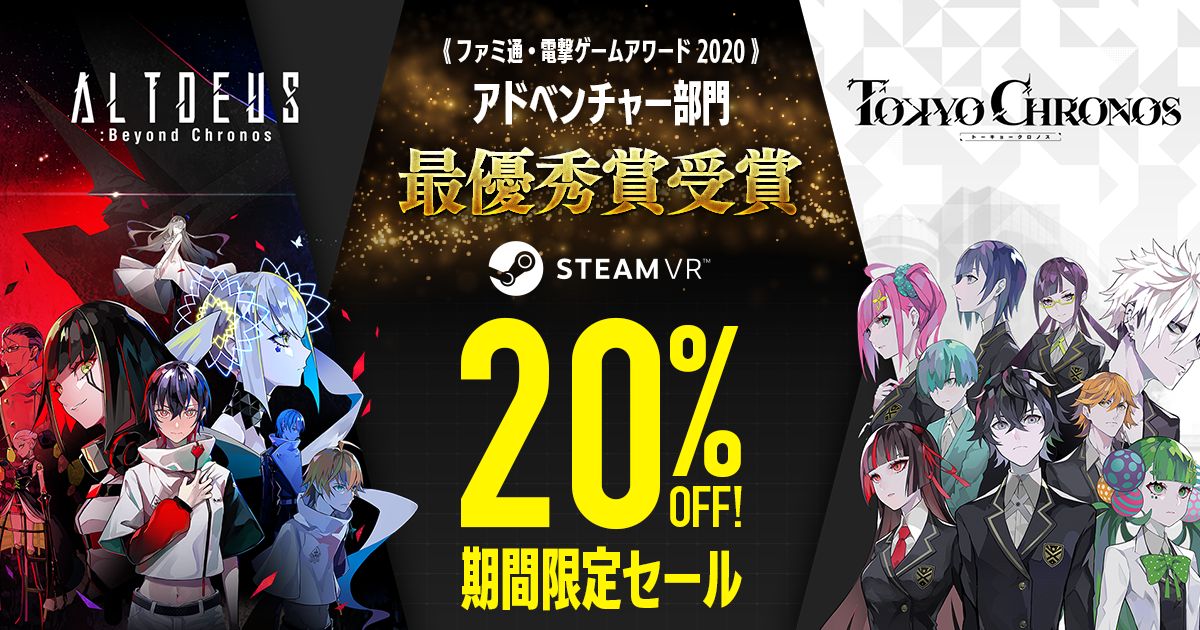 ALTDEUS
:Beyond Chronos
《ファミ通・電撃ゲームアワード 2020》
アドベンチャー部門
最優秀賞受賞
STEAM VR™
20%
OFF!
期間限定セール
TOKYO CHRONOS
トーキョークロノス